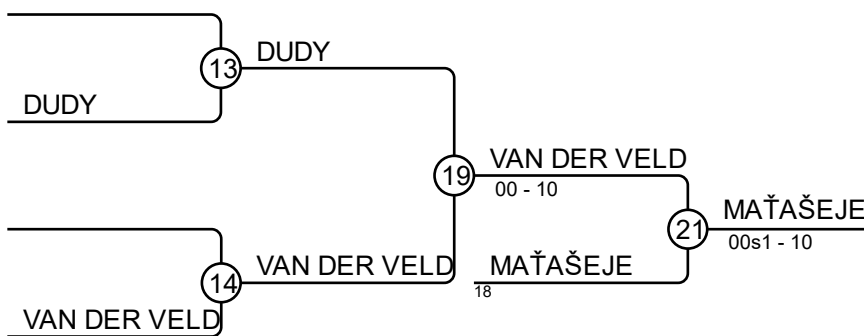 13
DUDY
DUDY
19
VAN DER VELD
00 - 10
21
MAŤAŠEJE
00s1 - 10
14
VAN DER VELD
MAŤAŠEJE
18
VAN DER VELD